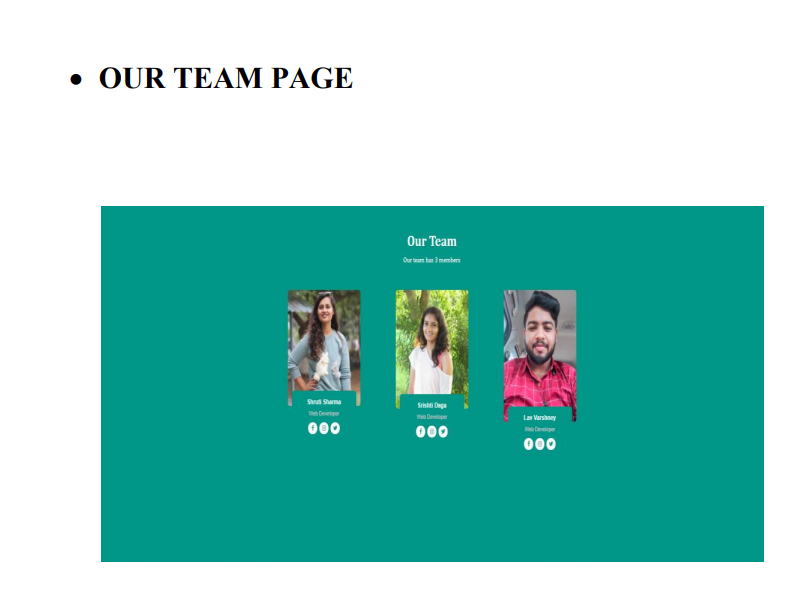 • OUR TEAM PAGE
Our Team
Our team has 3 members
Shruti Sharma
Web Developer
Srishti Daga
Web Developer
Lav Varshney
Web Developer